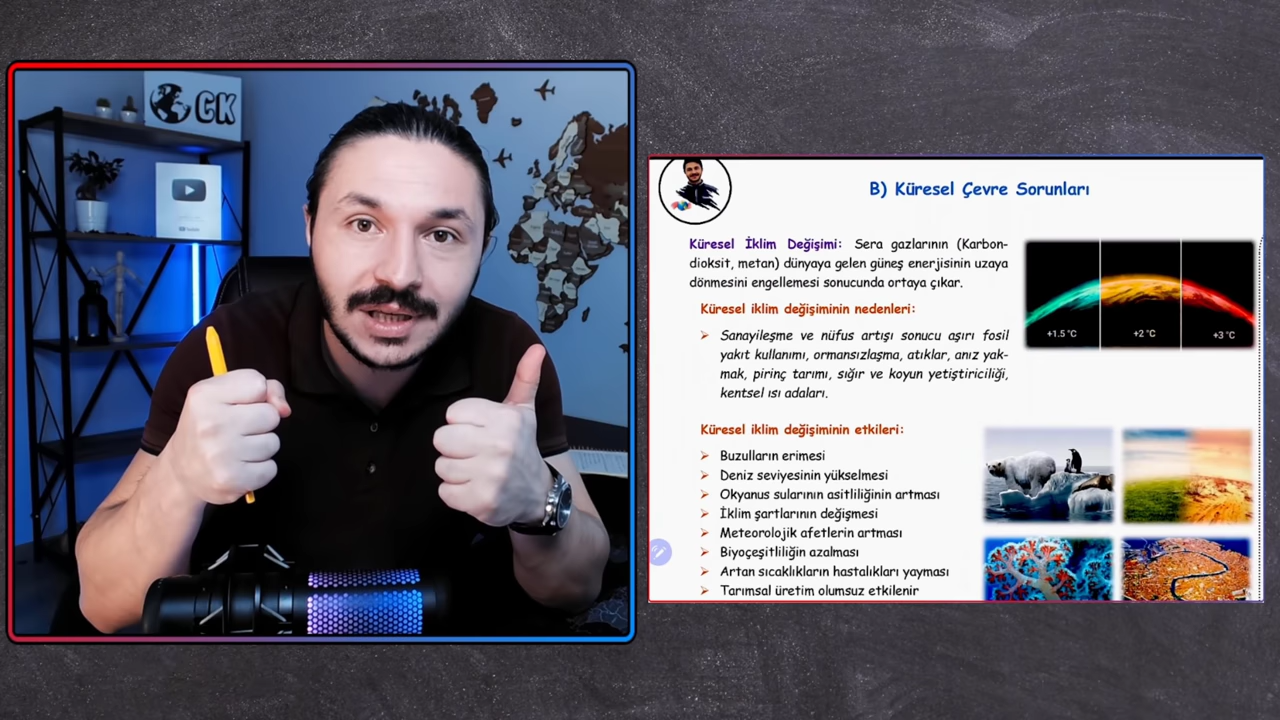 CK
B) Küresel Çevre Sorunları
Küresel İklim Değişimi: Sera gazlarının (Karbon-
dioksit, metan) dünyaya gelen güneş enerjisinin uzaya
dönmesini engellemesi sonucunda ortaya çıkar.
+1.5 °C
+2 °C
+3 °C
Küresel iklim değişiminin nedenleri:
➢ Sanayileşme ve nüfus artışı sonucu aşırı fosil
yakıt kullanımı, ormansızlaşma, atıklar, anız yak-
mak, pirinç tarımı, sığır ve koyun yetiştiriciliği,
kentsel ısı adaları.
Küresel iklim değişiminin etkileri:
➢ Buzulların erimesi
➢ Deniz seviyesinin yükselmesi
➢ Okyanus sularının asitliliğinin artması
➢ İklim şartlarının değişmesi
➢ Meteorolojik afetlerin artması
➢ Biyoçeşitliliğin azalması
➢ Artan sıcaklıkların hastalıkları yayması
➢ Tarımsal üretim olumsuz etkilenir